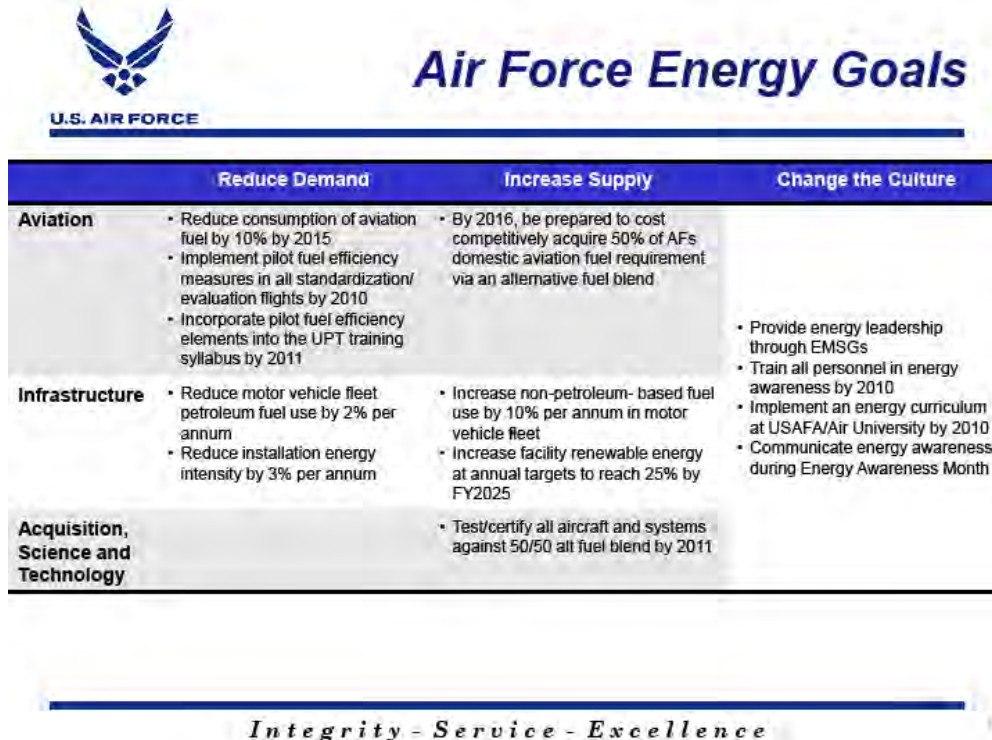 Air Force Energy Goals
U.S. AIR FORCE
Reduce Demand
Increase Supply
Change the Culture
Aviation
• Reduce consumption of aviation
fuel by 10% by 2015
• Implement pilot fuel efficiency
measures in all standardization/
evaluation flights by 2010
• Incorporate pilot fuel efficiency
elements into the UPT training
syllabus by 2011
• By 2016, be prepared to cost
competitively acquire 50% of AFs
domestic aviation fuel requirement
via an alternative fuel blend
Infrastructure
• Reduce motor vehicle fleet
petroleum fuel use by 2% per
annum
• Reduce installation energy
intensity by 3% per annum
• Increase non-petroleum- based fuel
use by 10% per annum in motor
vehicle fleet
• Increase facility renewable energy
at annual targets to reach 25% by
FY2025
Acquisition,
Science and
Technology
• Test/certify all aircraft and systems
against 50/50 alt fuel blend by 2011
• Provide energy leadership
through EMSGs
• Train all personnel in energy
awareness by 2010
• Implement an energy curriculum
at USAFA/Air University by 2010
• Communicate energy awareness
during Energy Awareness Month
Integrity - Service - Excellence